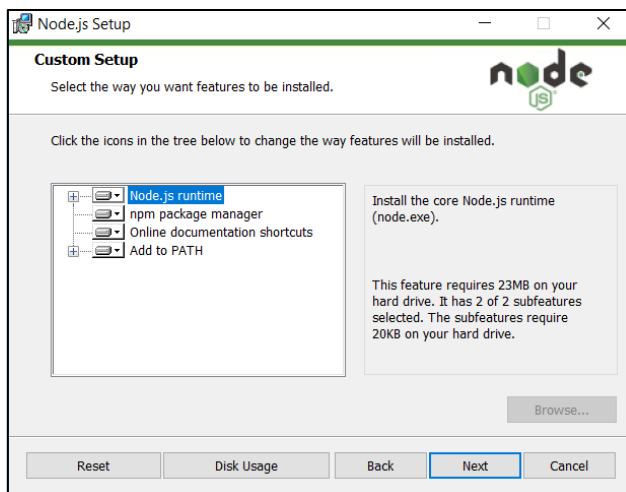 Node.js Setup
Custom Setup
Select the way you want features to be installed.
node
JS
Click the icons in the tree below to change the way features will be installed.
Node.js runtime
npm package manager
Online documentation shortcuts
Add to PATH
Install the core Node.js runtime
(node.exe).
This feature requires 23MB on your
hard drive. It has 2 of 2 subfeatures
selected. The subfeatures require
20KB on your hard drive.
Browse...
Reset Disk Usage Back Next Cancel